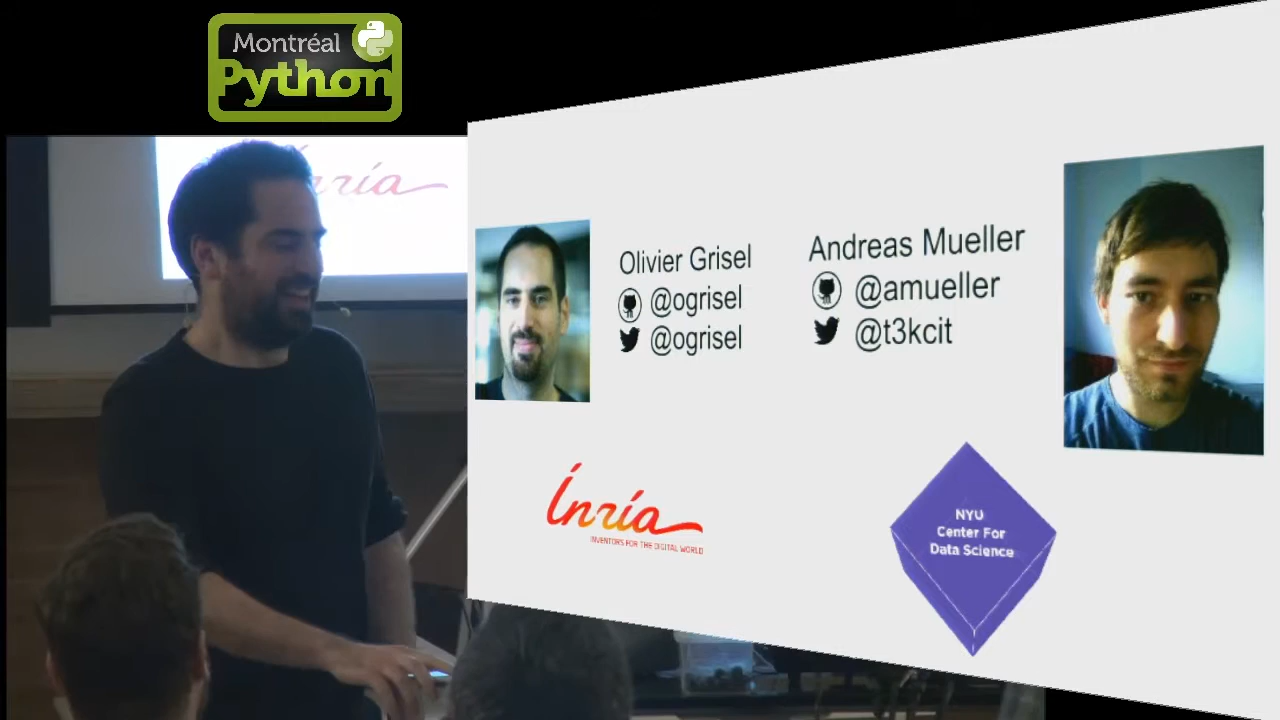 Montréal
Python
Inria
Olivier Grisel
@ogrisel
@ogrisel
Andreas Mueller
@amueller
@t3kcit
Inria
INVENTORS FOR THE DIGITAL WORLD
NYU
Center For
Data Science